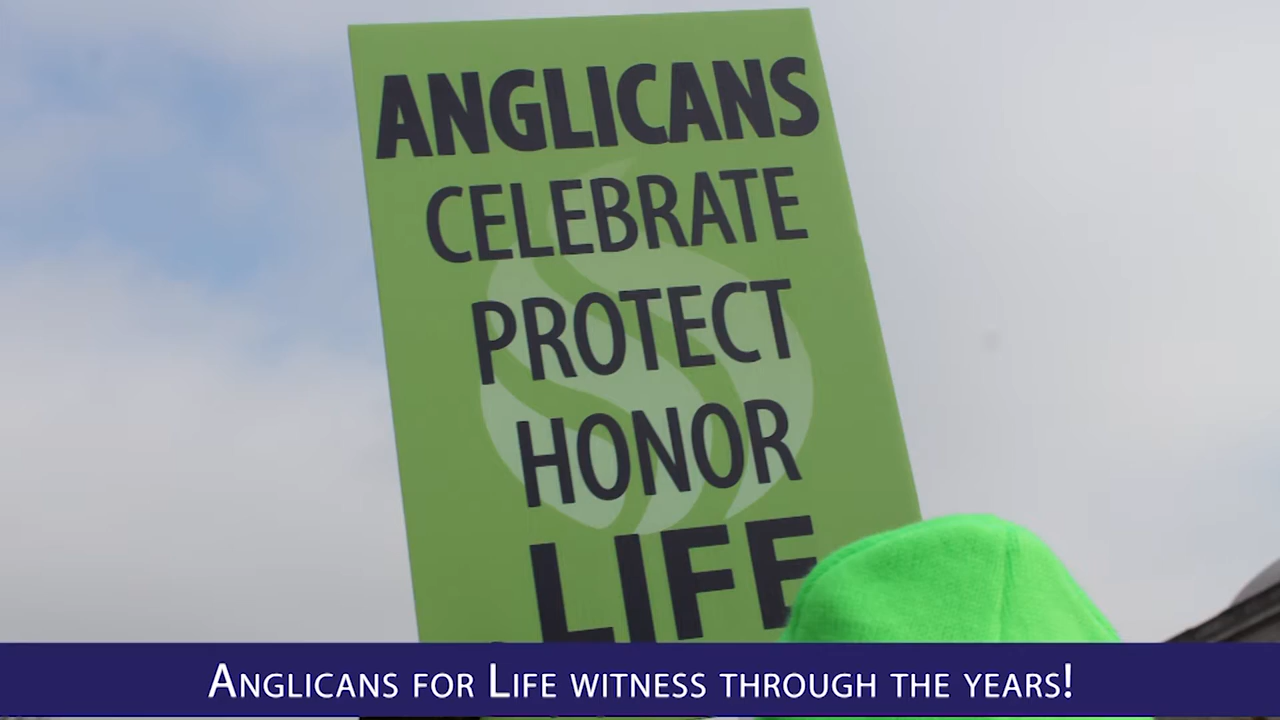 ANGLICANS
CELEBRATE
PROTECT
HONOR
LIFE
Anglicans for Life witness through the years!